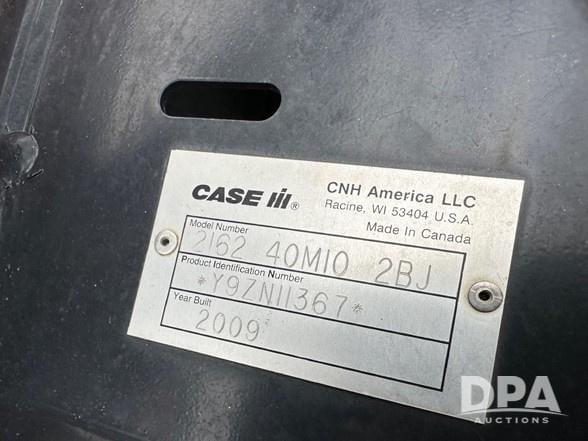 CASE IH®
CNH America LLC
Racine, WI 53404 U.S.A.
Made In Canada
Model Number
2162 40M10 2BJ
Product Identification Number
*Y9ZN11367*
Year Built
2009
DPA
AUCTIONS